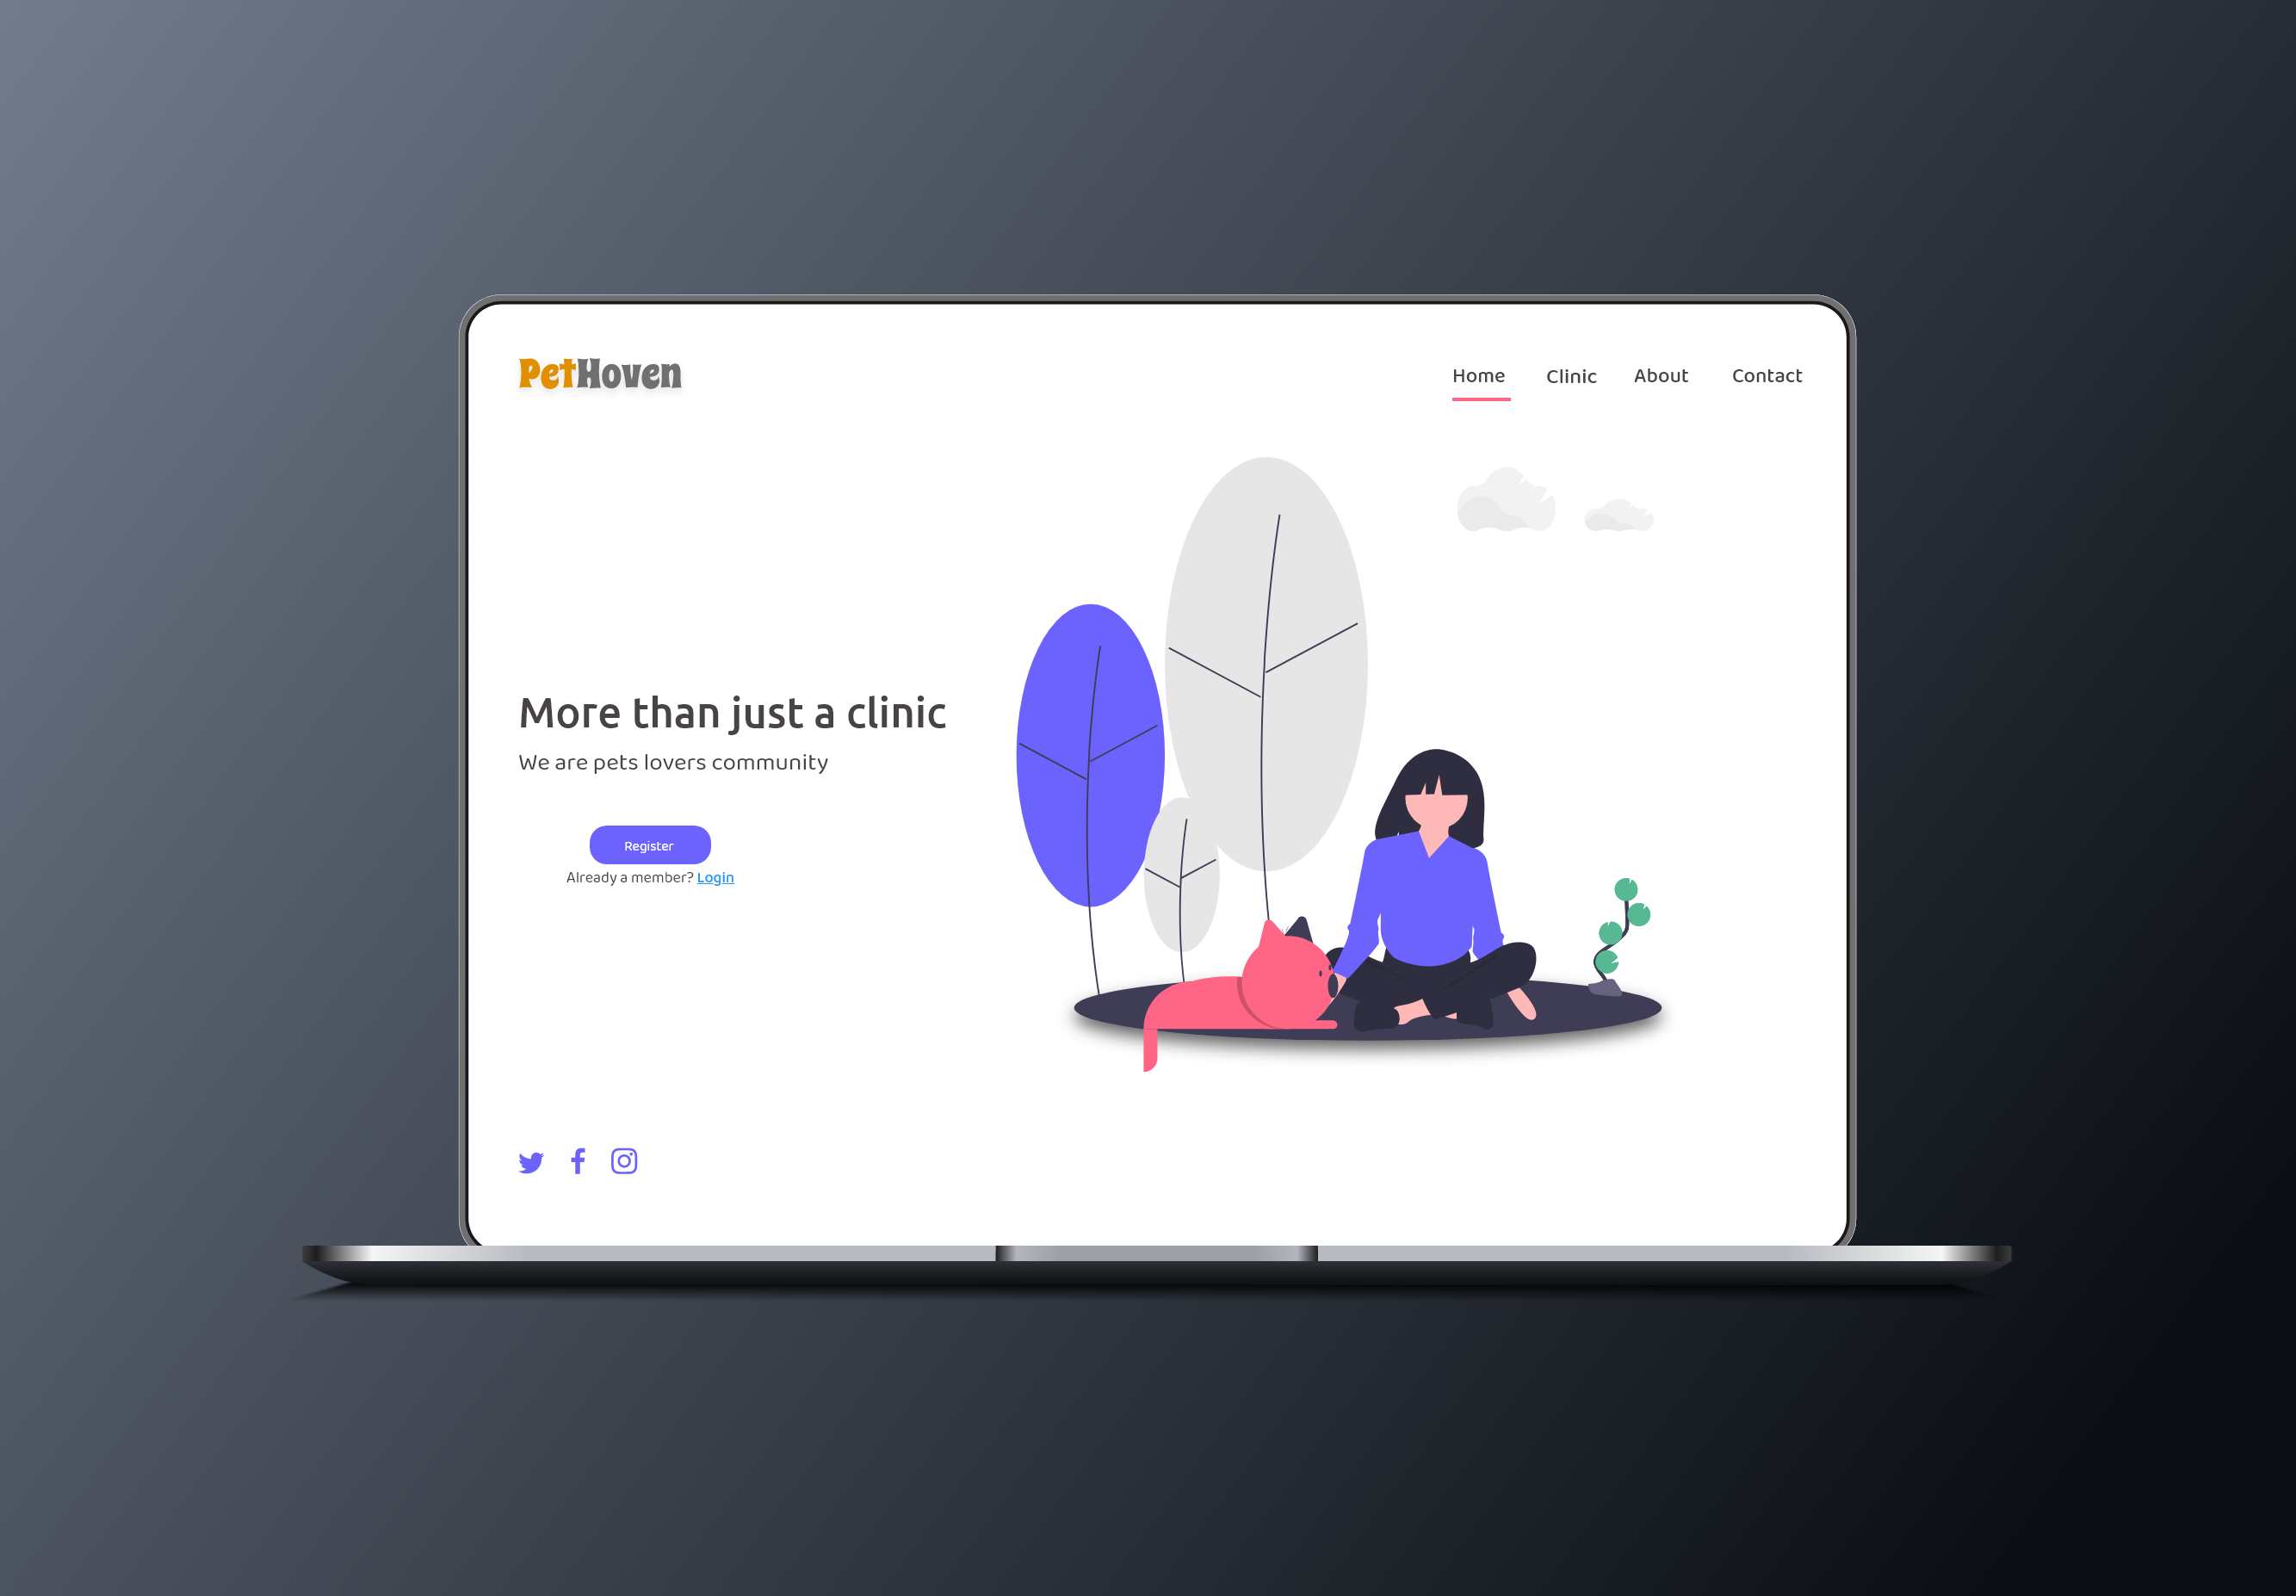 PetHoven
Home Clinic About Contact
More than just a clinic
We are pets lovers community
Register
Already a member? Login